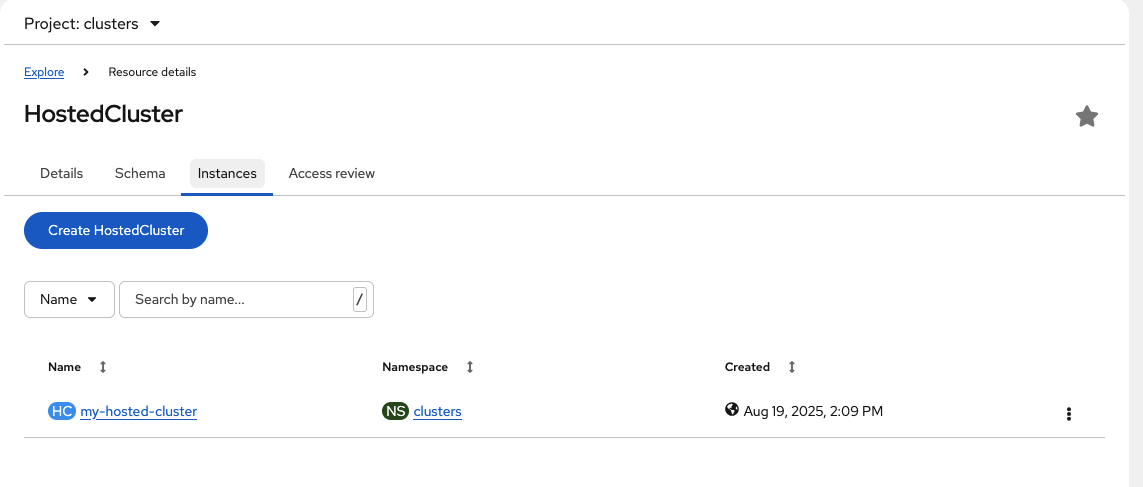 Project: clusters
Explore Resource details
HostedCluster
Details Schema Instances Access review
Create HostedCluster
Name Search by name... /
Name Namespace Created
HC my-hosted-cluster NS clusters Aug 19, 2025, 2:09 PM